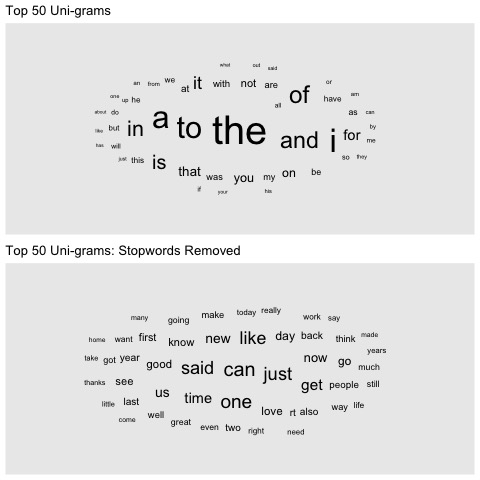 Top 50 Uni-grams
what out said
an from we at it with not are of or
one up he all have am
about do in a to the and i as can
like but for by
has will me
just this is so they
that was you my on be
if your his
Top 50 Uni-grams: Stopwords Removed
many going make today really work say
home want first know new like day back think made
take got year good said can just now go much years
thanks see us time one get people still
little last love rt also way life
come well great even two right need